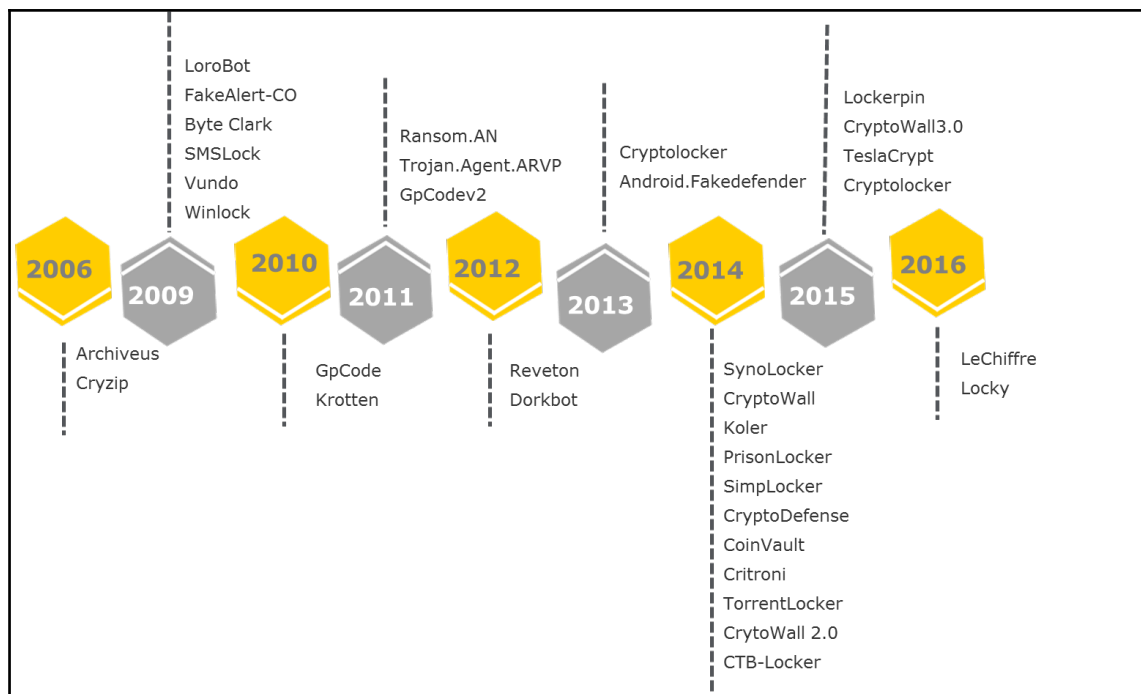 2006
Archiveus
Cryzip
2009
LoroBot
FakeAlert-CO
Byte Clark
SMSLock
Vundo
Winlock
2010
GpCode
Krotten
2011
Ransom.AN
Trojan.Agent.ARVP
GpCodev2
2012
Reveton
Dorkbot
2013
Cryptolocker
Android.Fakedefender
2014
SynoLocker
CryptoWall
Koler
PrisonLocker
SimpLocker
CryptoDefense
CoinVault
Critroni
TorrentLocker
CrytoWall 2.0
CTB-Locker
2015
Lockerpin
CryptoWall3.0
TeslaCrypt
Cryptolocker
2016
LeChiffre
Locky